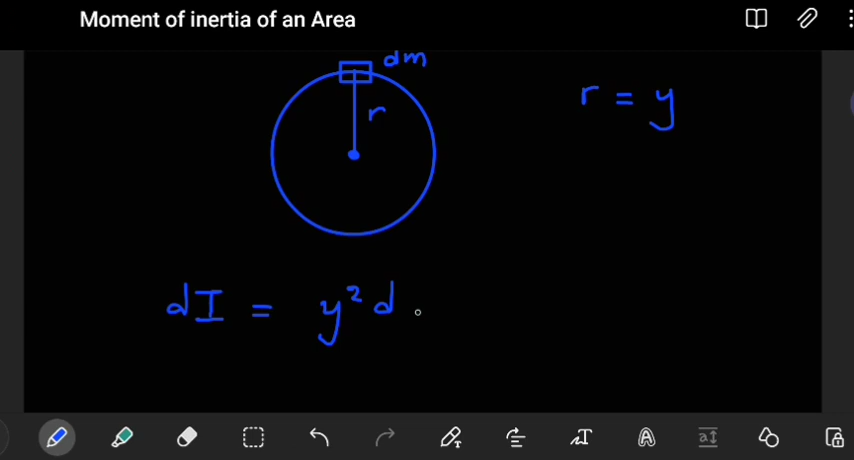 Moment of inertia of an Area
dm
r
r = y
dI = y²d